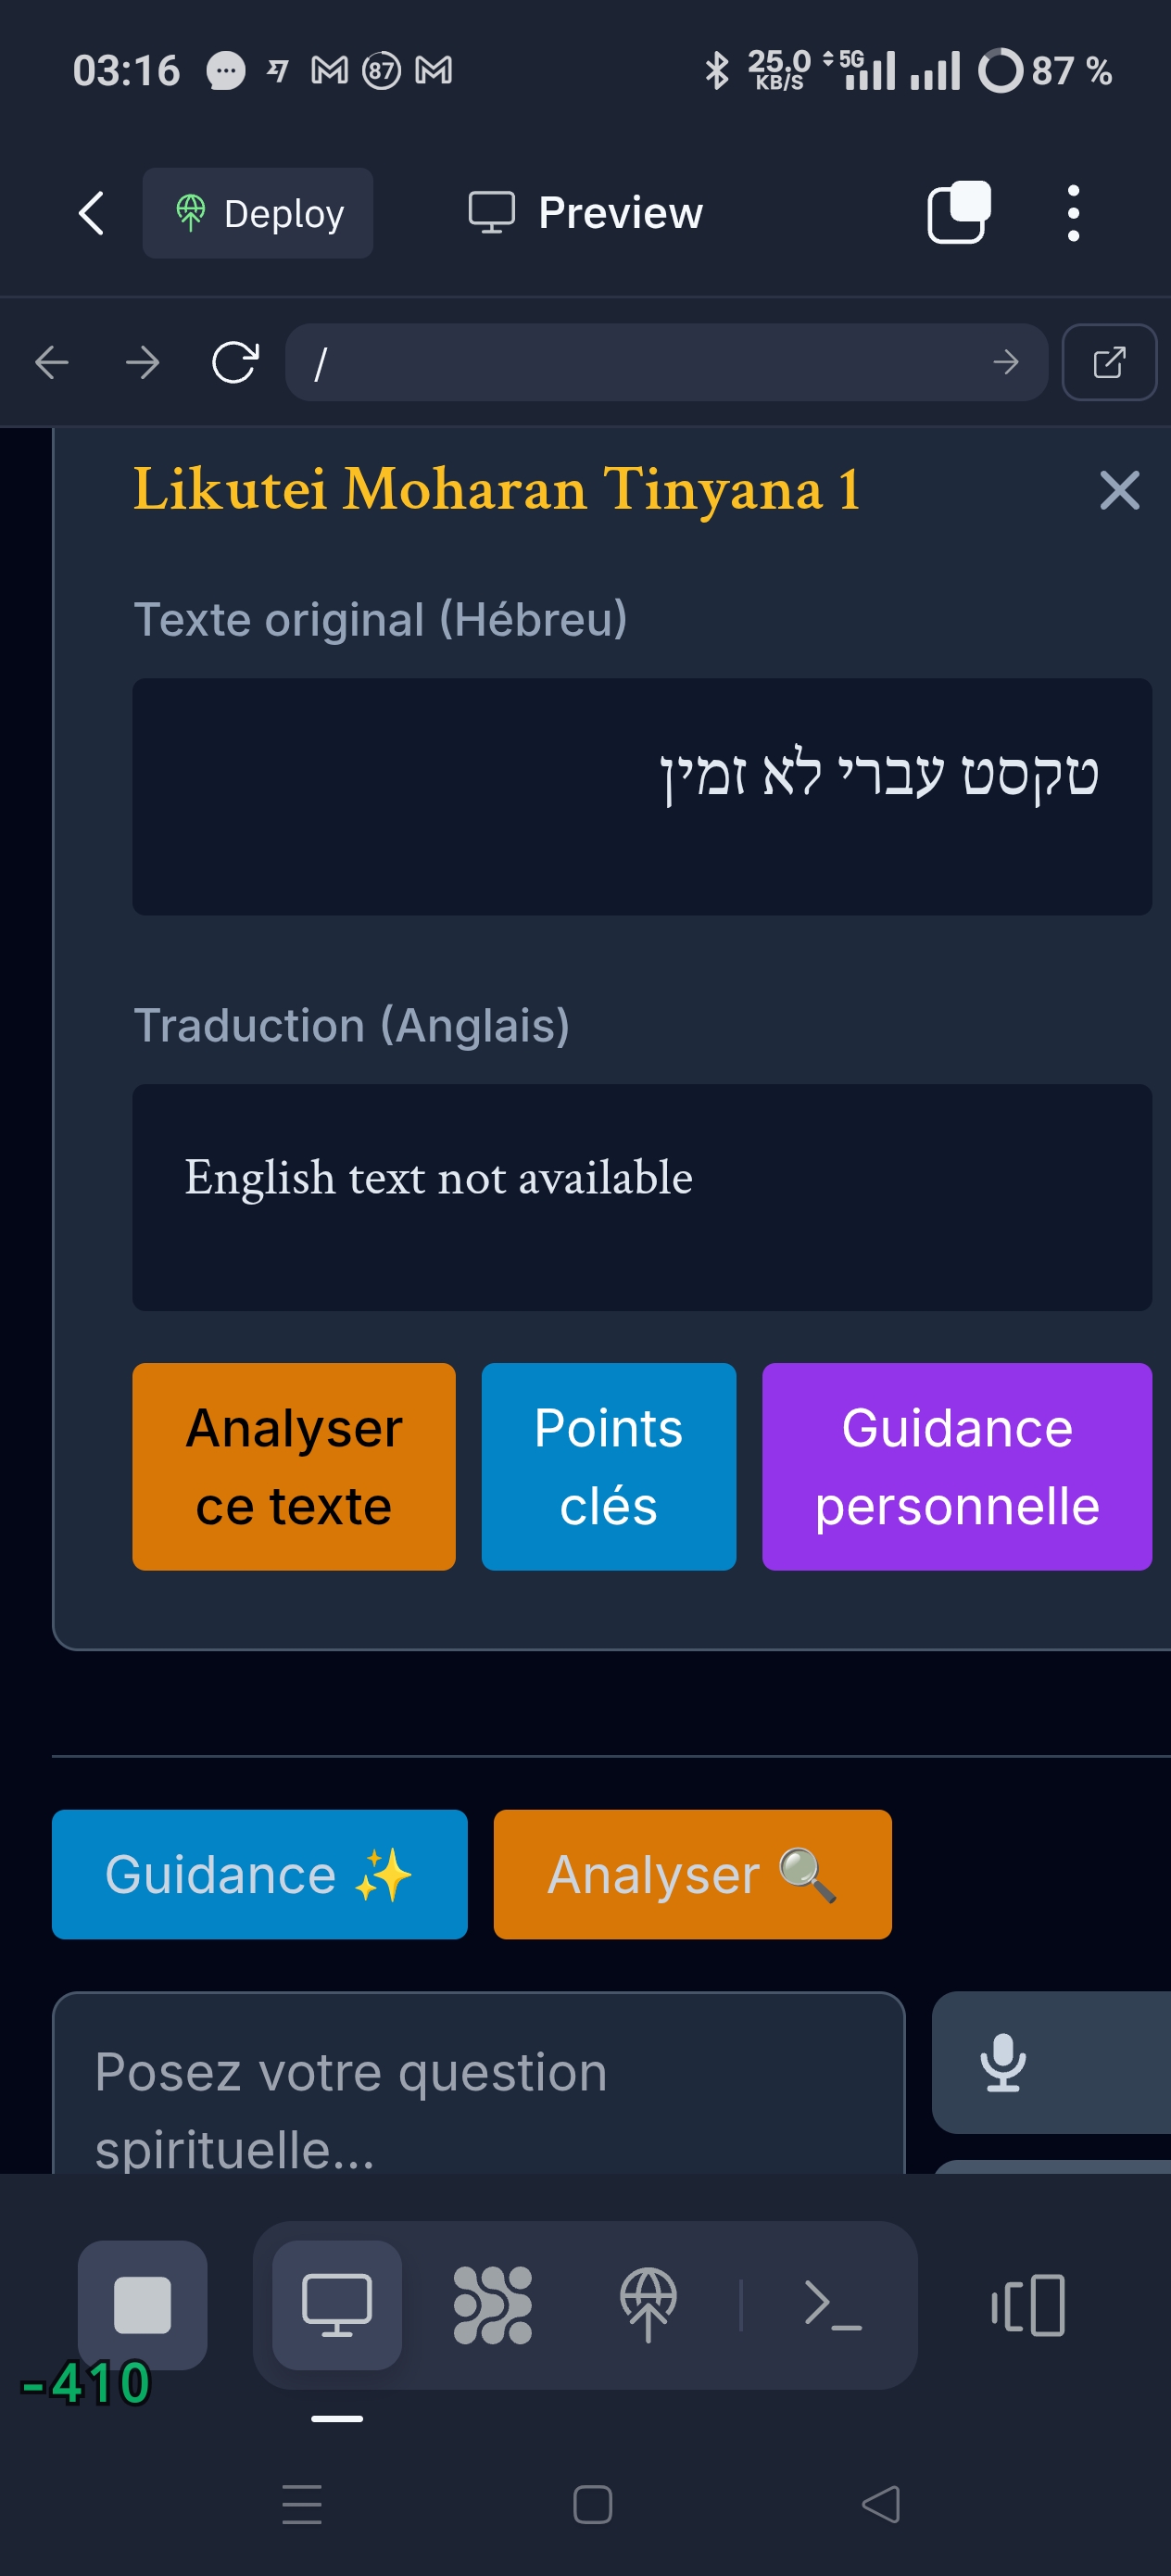 03:16
87
25.0
KB/S
5G
87 %
Deploy
Preview
/
Likutei Moharan Tinyana 1
Texte original (Hébreu)
טקסט עברי לא זמין
Traduction (Anglais)
English text not available
Analyser
ce texte
Points
clés
Guidance
personnelle
Guidance ✨
Analyser 🔍
Posez votre question
spirituelle...
-410